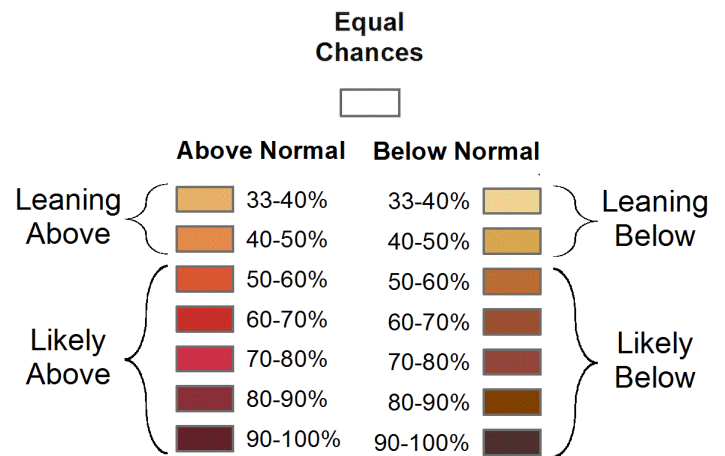 Equal
Chances
Above Normal Below Normal
Leaning
Above
33-40%
40-50%
Likely
Above
50-60%
60-70%
70-80%
80-90%
90-100%
33-40%
40-50%
Leaning
Below
50-60%
60-70%
70-80%
80-90%
90-100%
Likely
Below